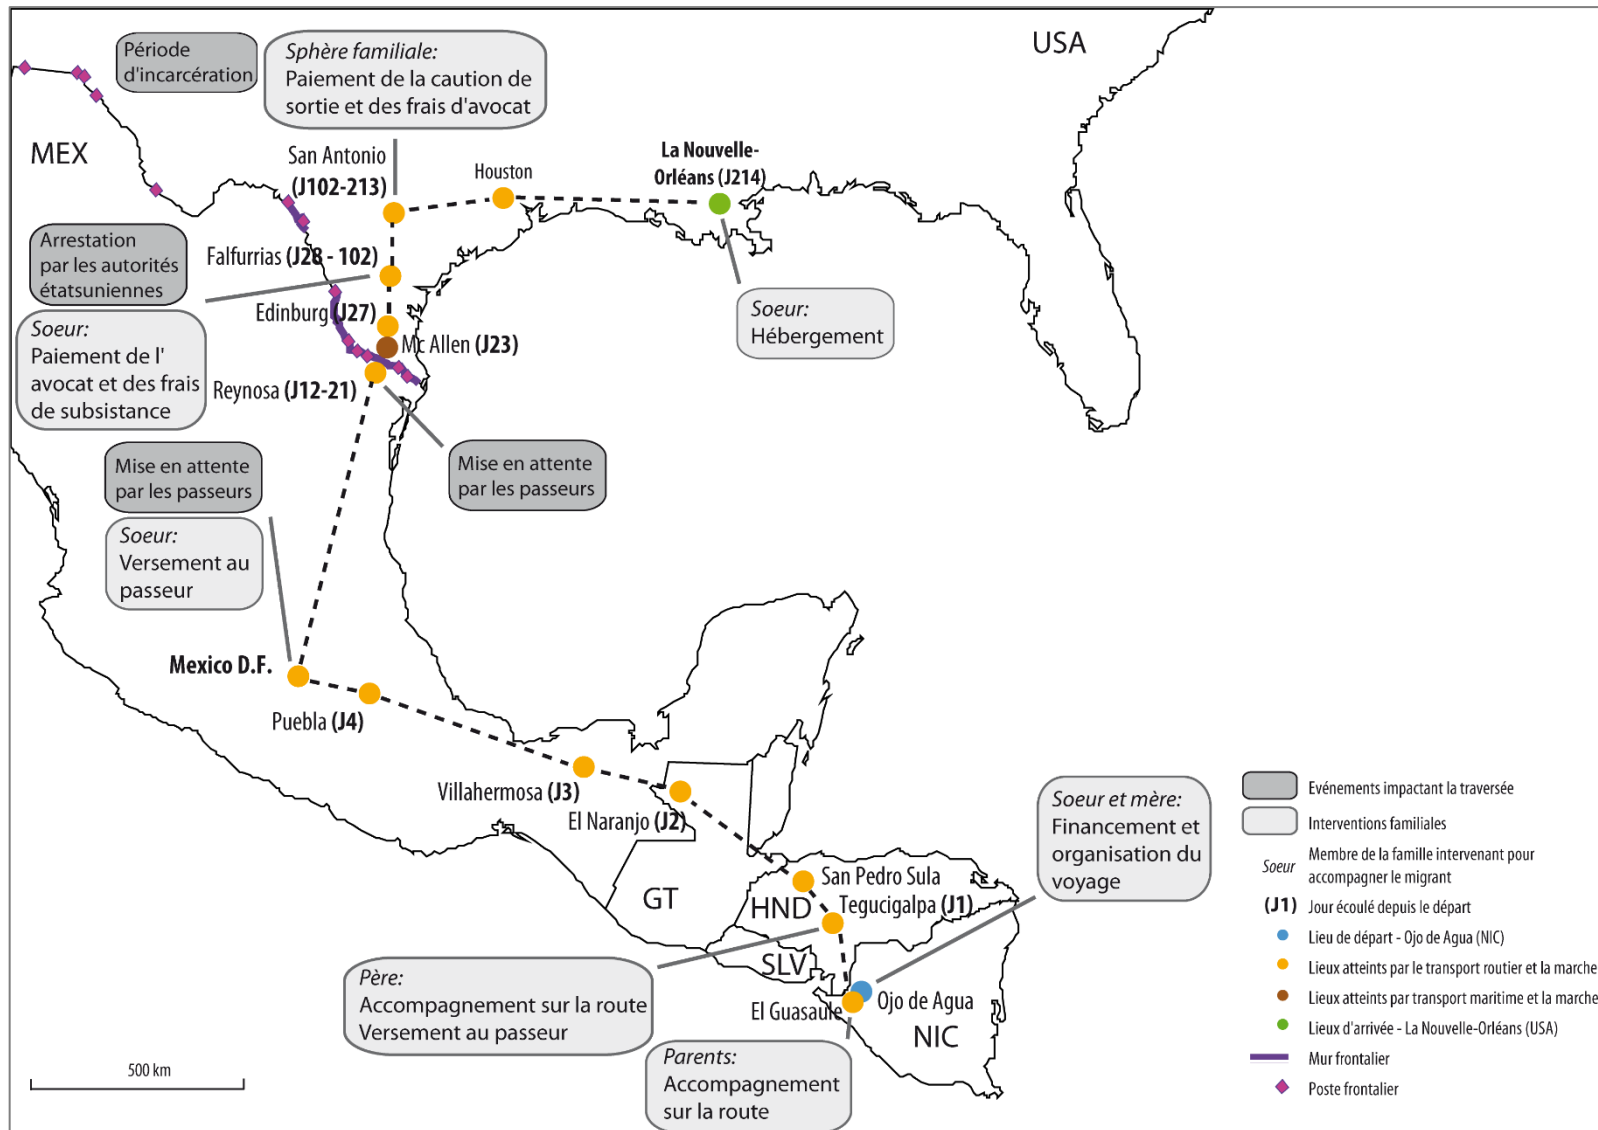 Période
d'incarcération
Sphère familiale:
Paiement de la caution de
sortie et des frais d'avocat
USA
MEX
San Antonio
(J102-213)
Houston
La Nouvelle-
Orléans (J214)
Arrestation
par les autorités
étatsuniennes
Falfurrias (J28 - 102)
Soeur:
Paiement de l'
avocat et des frais
de subsistance
Edinburg (J27)
Mc Allen (J23)
Reynosa (J12-21)
Soeur:
Hébergement
Mise en attente
par les passeurs
Mise en attente
par les passeurs
Soeur:
Versement au
passeur
Mexico D.F.
Puebla (J4)
Villahermosa (J3)
El Naranjo (J2)
Soeur et mère:
Financement et
organisation du
voyage
San Pedro Sula
Tegucigalpa (J1)
GT
HND
SLV
NIC
Père:
Accompagnement sur la route
Versement au passeur
El Guasaule
Ojo de Agua
Parents:
Accompagnement
sur la route
500 km
Evénements impactant la traversée
Interventions familiales
Soeur
Membre de la famille intervenant pour
accompagner le migrant
(J1) Jour écoulé depuis le départ
Lieu de départ - Ojo de Agua (NIC)
Lieux atteints par le transport routier et la marche
Lieux atteints par transport maritime et la marche
Lieux d'arrivée - La Nouvelle-Orléans (USA)
Mur frontalier
Poste frontalier